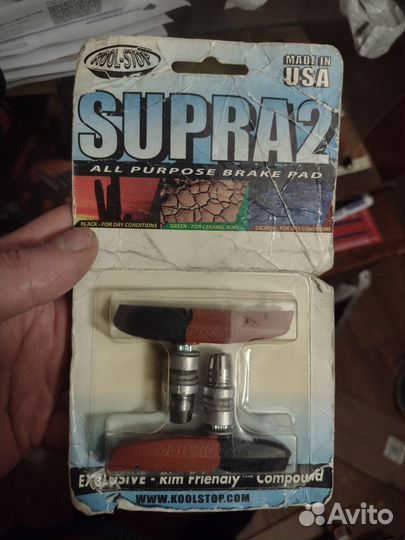 KOOL-STOP
MADE IN
USA
SUPRA2
ALL PURPOSE BRAKE PAD
BLACK - FOR DRY CONDITIONS
GREEN - FOR CERAMIC RIMS
SALMON - FOR WET CONDITIONS
EXCLUSIVE - Rim Friendly™ Compound
WWW.KOOLSTOP.COM
Avito